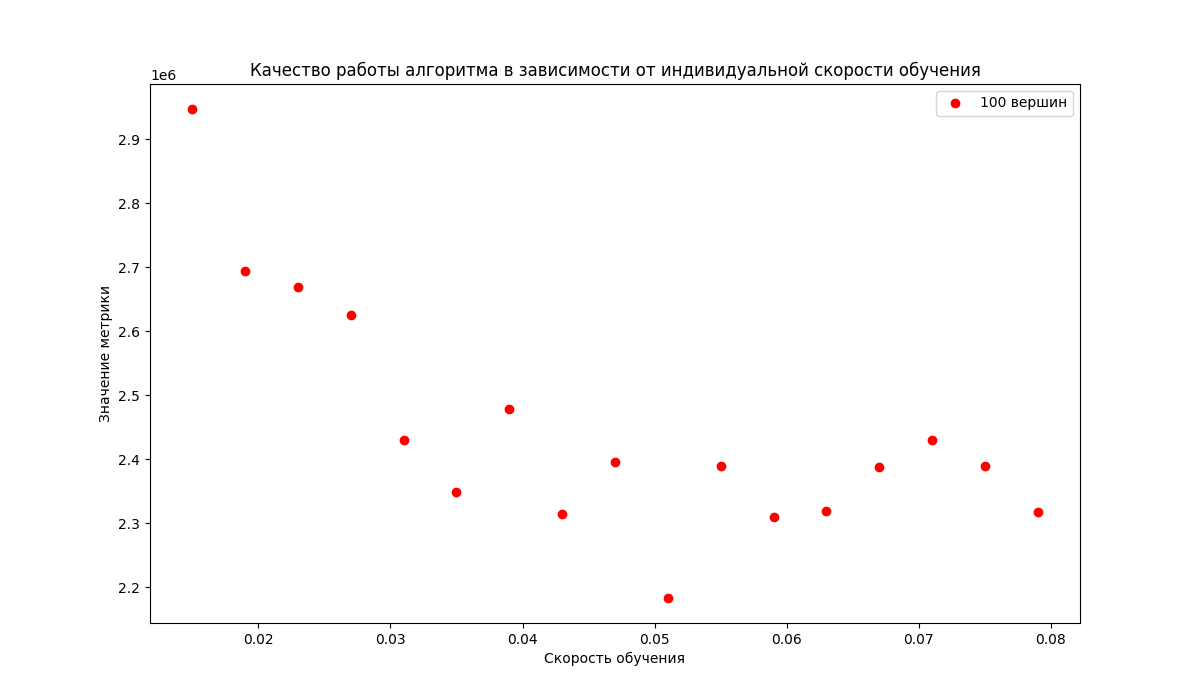 Качество работы алгоритма в зависимости от индивидуальной скорости обучения
1e6
100 вершин
2.9
2.8
2.7
2.6
2.5
2.4
2.3
2.2
Значение метрики
0.02 0.03 0.04 0.05 0.06 0.07 0.08
Скорость обучения